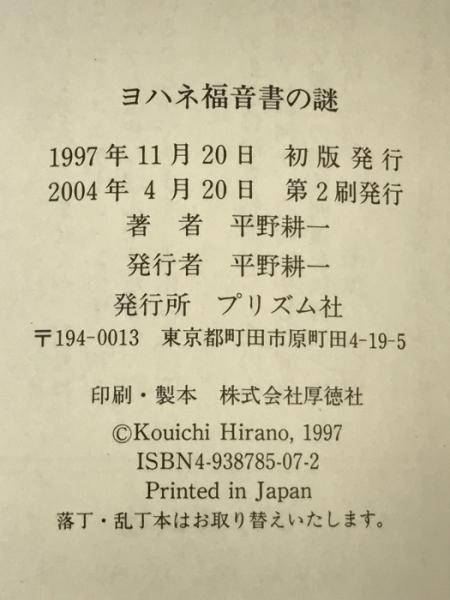 ヨハネ福音書の謎
1997年11月20日 初版発行
2004年 4月20日 第2刷発行
著 者 平野耕一
発行者 平野耕一
発行所 プリズム社
〒194-0013 東京都町田市原町田4-19-5
印刷・製本 株式会社厚徳社
©Kouichi Hirano, 1997
ISBN4-938785-07-2
Printed in Japan
落丁・乱丁本はお取り替えいたします。